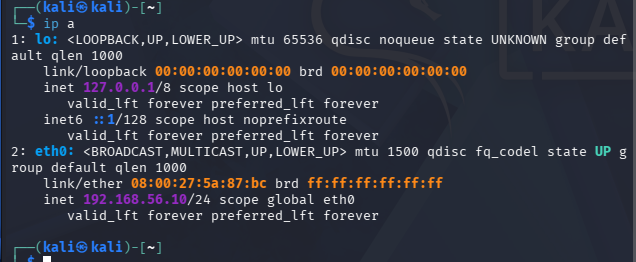 ┌──(kali㉿kali)-[~]
└─$ ip a
1: lo: <LOOPBACK,UP,LOWER_UP> mtu 65536 qdisc noqueue state UNKNOWN group def
ault qlen 1000
    link/loopback 00:00:00:00:00:00 brd 00:00:00:00:00:00
    inet 127.0.0.1/8 scope host lo
       valid_lft forever preferred_lft forever
    inet6 ::1/128 scope host noprefixroute
       valid_lft forever preferred_lft forever
2: eth0: <BROADCAST,MULTICAST,UP,LOWER_UP> mtu 1500 qdisc fq_codel state UP g
roup default qlen 1000
    link/ether 08:00:27:5a:87:bc brd ff:ff:ff:ff:ff:ff
    inet 192.168.56.10/24 scope global eth0
       valid_lft forever preferred_lft forever
┌──(kali㉿kali)-[~]
└─$